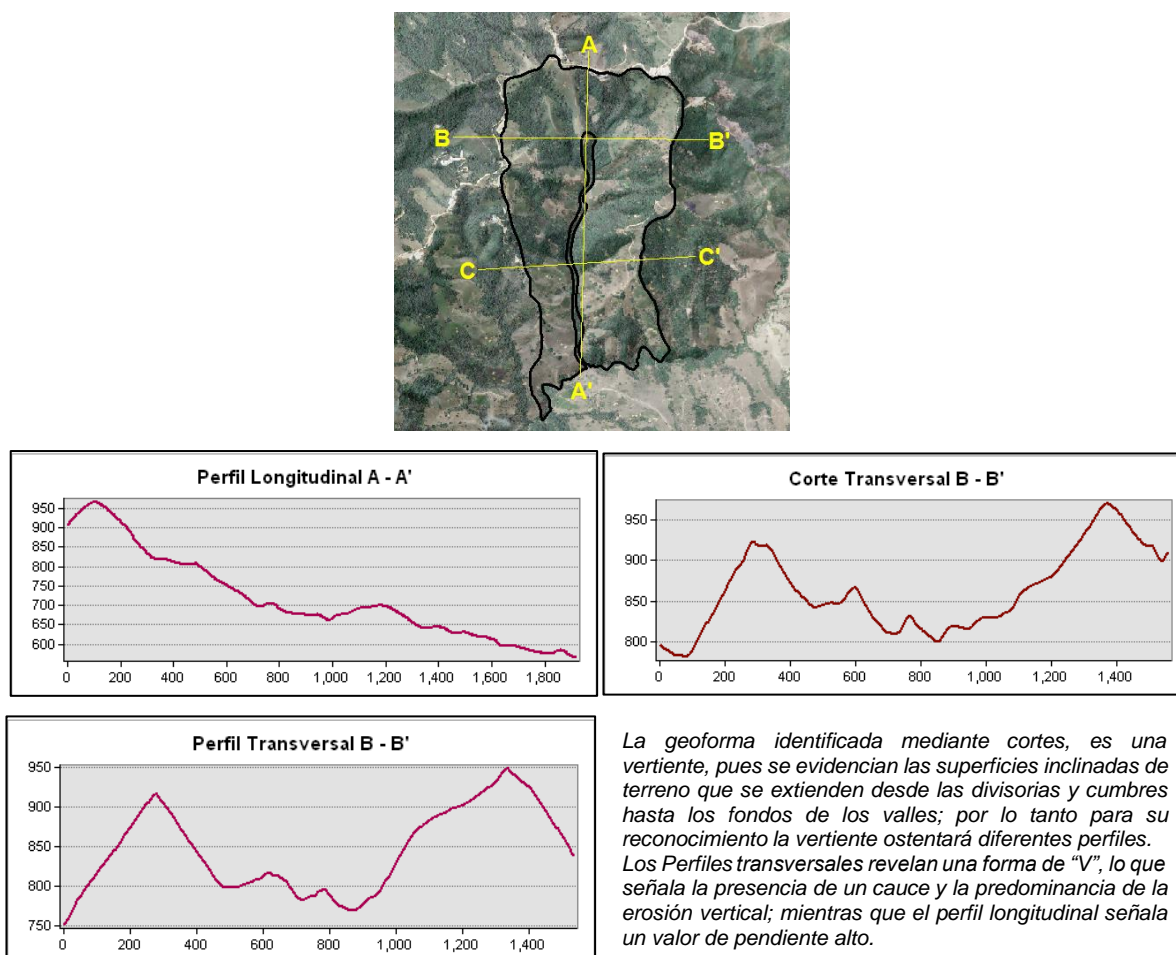 A
B
B'
C
C'
A'
Perfil Longitudinal A - A'
950
900
850
800
750
700
650
600
0 200 400 600 800 1,000 1,200 1,400 1,600 1,800
Corte Transversal B - B'
950
900
850
800
0 200 400 600 800 1,000 1,200 1,400
Perfil Transversal B - B'
950
900
850
800
750
0 200 400 600 800 1,000 1,200 1,400
La geoforma identificada mediante cortes, es una
vertiente, pues se evidencian las superficies inclinadas de
terreno que se extienden desde las divisorias y cumbres
hasta los fondos de los valles; por lo tanto para su
reconocimiento la vertiente ostentará diferentes perfiles.
Los Perfiles transversales revelan una forma de “V”, lo que
señala la presencia de un cauce y la predominancia de la
erosión vertical; mientras que el perfil longitudinal señala
un valor de pendiente alto.